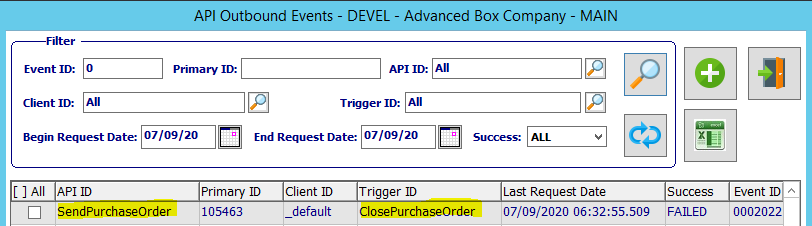 API Outbound Events - DEVEL - Advanced Box Company - MAIN
Filter
Event ID: 0 Primary ID: API ID: All
Client ID: All Trigger ID: All
Begin Request Date: 07/09/20 End Request Date: 07/09/20 Success: ALL
[ ] All API ID Primary ID Client ID Trigger ID Last Request Date Success Event ID
SendPurchaseOrder 105463 _default ClosePurchaseOrder 07/09/2020 06:32:55.509 FAILED 0002022